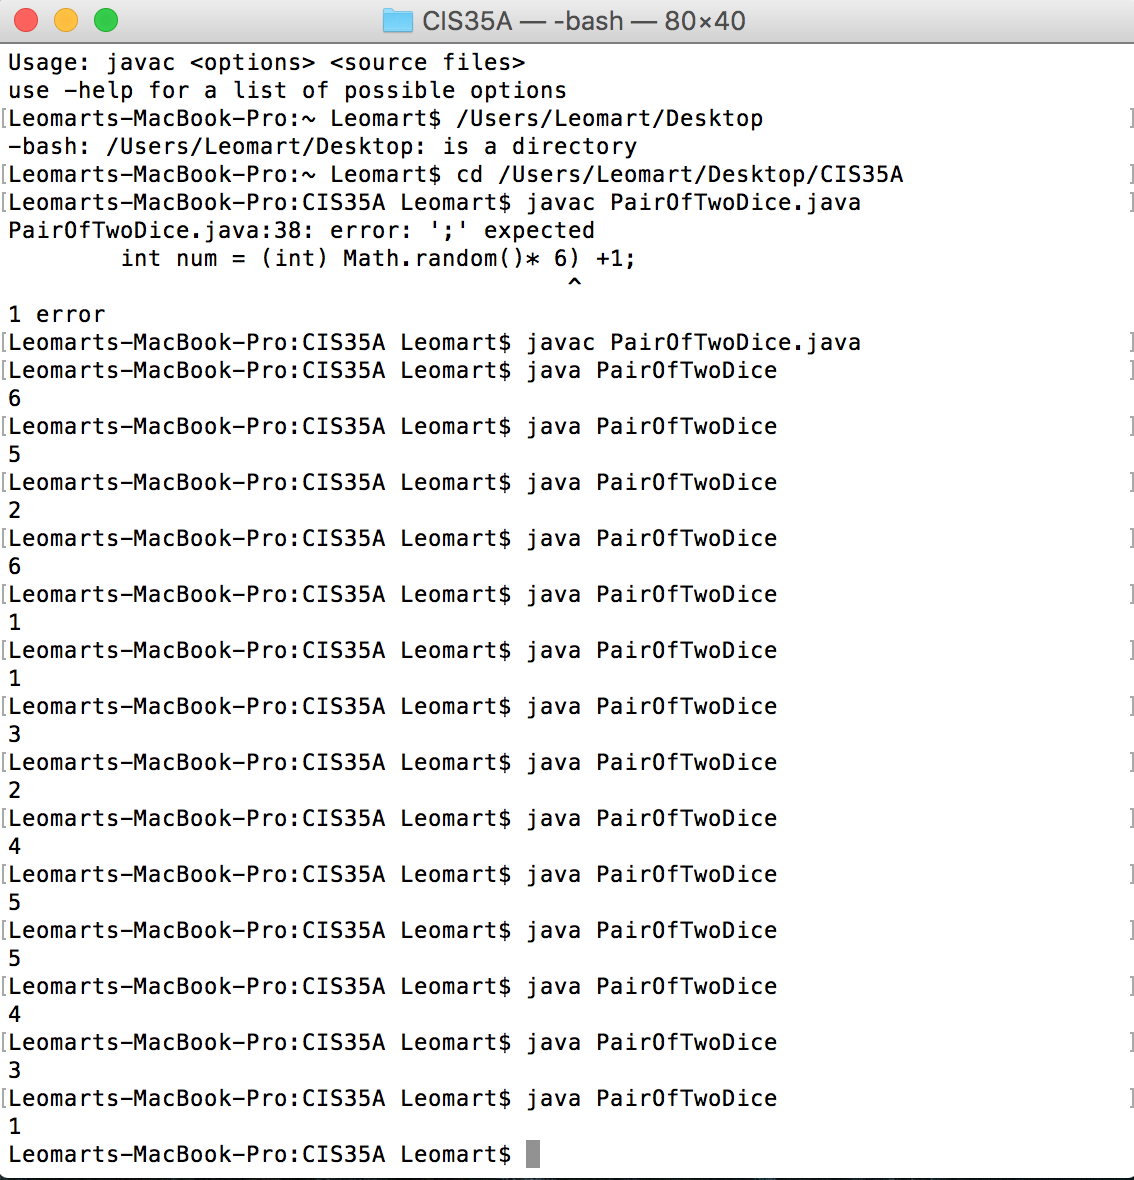 CIS35A — -bash — 80×40
Usage: javac <options> <source files>
use -help for a list of possible options
[Leomarts-MacBook-Pro:~ Leomart$ /Users/Leomart/Desktop ]
-bash: /Users/Leomart/Desktop: is a directory
[Leomarts-MacBook-Pro:~ Leomart$ cd /Users/Leomart/Desktop/CIS35A ]
[Leomarts-MacBook-Pro:CIS35A Leomart$ javac PairOfTwoDice.java ]
PairOfTwoDice.java:38: error: ';' expected
        int num = (int) Math.random()* 6) +1;
                                        ^
1 error
[Leomarts-MacBook-Pro:CIS35A Leomart$ javac PairOfTwoDice.java ]
[Leomarts-MacBook-Pro:CIS35A Leomart$ java PairOfTwoDice ]
6
[Leomarts-MacBook-Pro:CIS35A Leomart$ java PairOfTwoDice ]
5
[Leomarts-MacBook-Pro:CIS35A Leomart$ java PairOfTwoDice ]
2
[Leomarts-MacBook-Pro:CIS35A Leomart$ java PairOfTwoDice ]
6
[Leomarts-MacBook-Pro:CIS35A Leomart$ java PairOfTwoDice ]
1
[Leomarts-MacBook-Pro:CIS35A Leomart$ java PairOfTwoDice ]
1
[Leomarts-MacBook-Pro:CIS35A Leomart$ java PairOfTwoDice ]
3
[Leomarts-MacBook-Pro:CIS35A Leomart$ java PairOfTwoDice ]
2
[Leomarts-MacBook-Pro:CIS35A Leomart$ java PairOfTwoDice ]
4
[Leomarts-MacBook-Pro:CIS35A Leomart$ java PairOfTwoDice ]
5
[Leomarts-MacBook-Pro:CIS35A Leomart$ java PairOfTwoDice ]
5
[Leomarts-MacBook-Pro:CIS35A Leomart$ java PairOfTwoDice ]
4
[Leomarts-MacBook-Pro:CIS35A Leomart$ java PairOfTwoDice ]
3
[Leomarts-MacBook-Pro:CIS35A Leomart$ java PairOfTwoDice ]
1
Leomarts-MacBook-Pro:CIS35A Leomart$